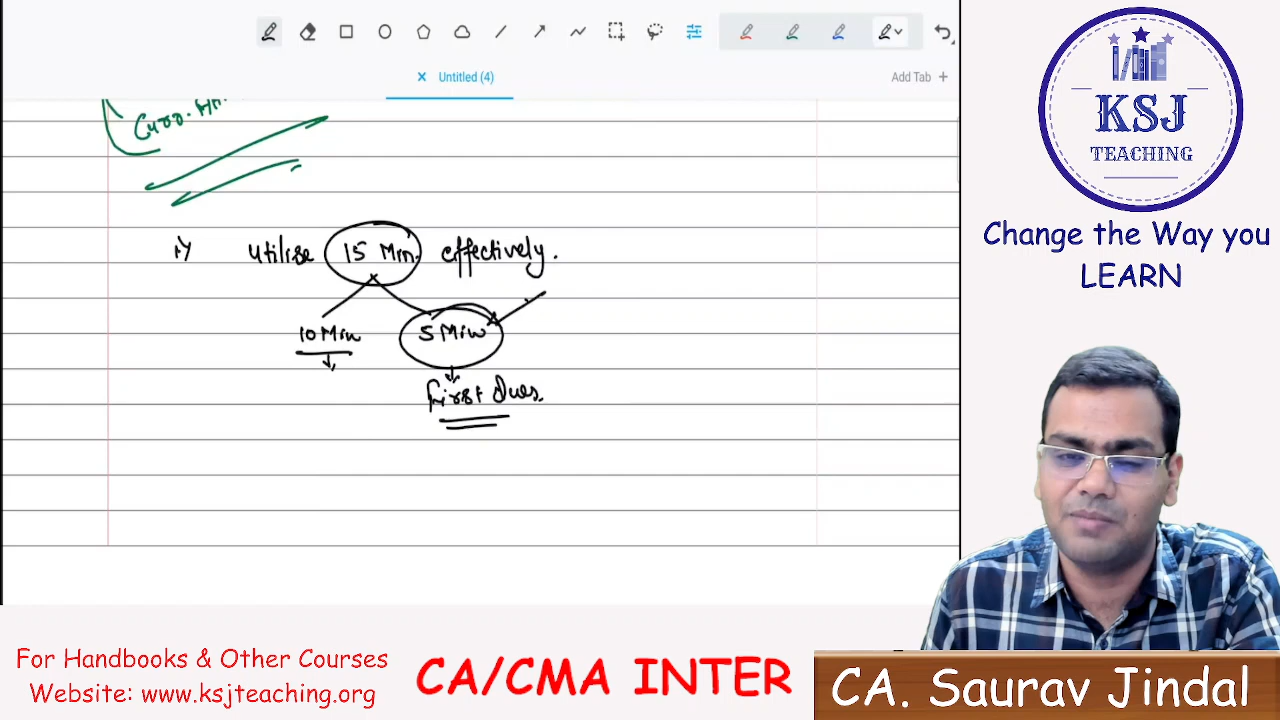 Untitled (4)
Add Tab +
1)
utilise 15 Min. effectively.
10 Min
5 Min
first Ques.
KSJ
TEACHING
Change the Way you
LEARN
For Handbooks & Other Courses
Website: www.ksjteaching.org
CA/CMA INTER
CA. Saurav Jindal